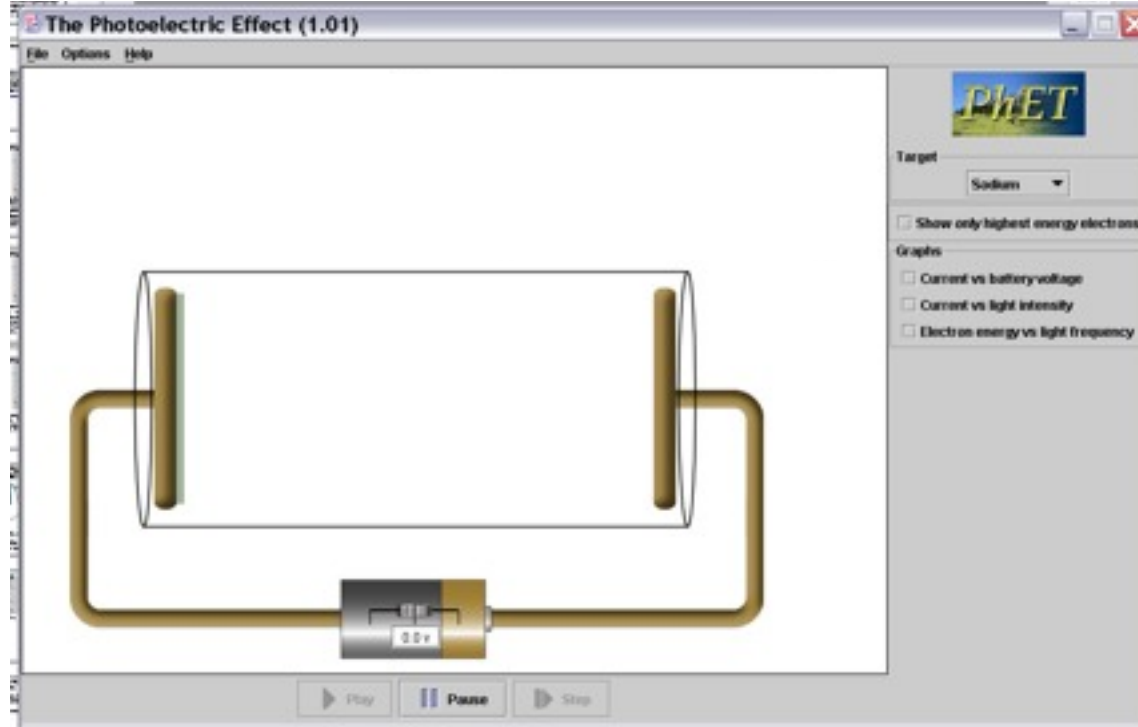 The Photoelectric Effect (1.01)
File Options Help
PhET
Target
Sodium
Show only highest energy electrons
Graphs
Current vs battery voltage
Current vs light intensity
Electron energy vs light frequency
0.0 v
Play Pause Step